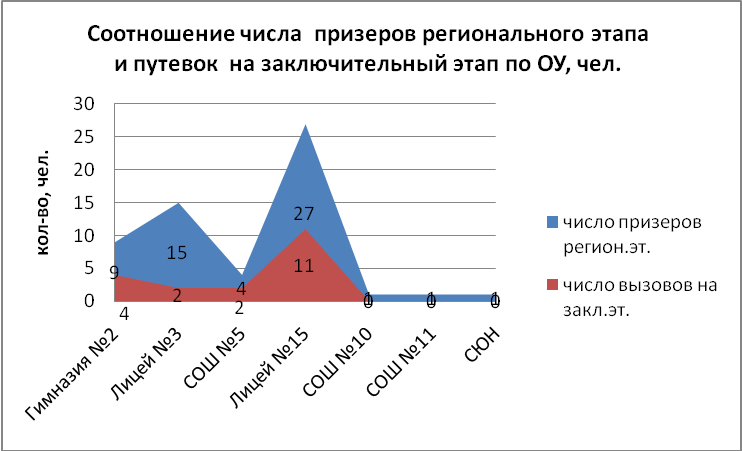 Соотношение числа призеров регионального этапа
и путевок на заключительный этап по ОУ, чел.
кол-во, чел.
30
25
20
15
10
5
0
9
15
4
27
1
1
1
4
2
2
11
0
0
0
Гимназия №2
Лицей №3
СОШ №5
Лицей №15
СОШ №10
СОШ №11
СЮН
число призеров
регион.эт.
число вызовов на
закл.эт.